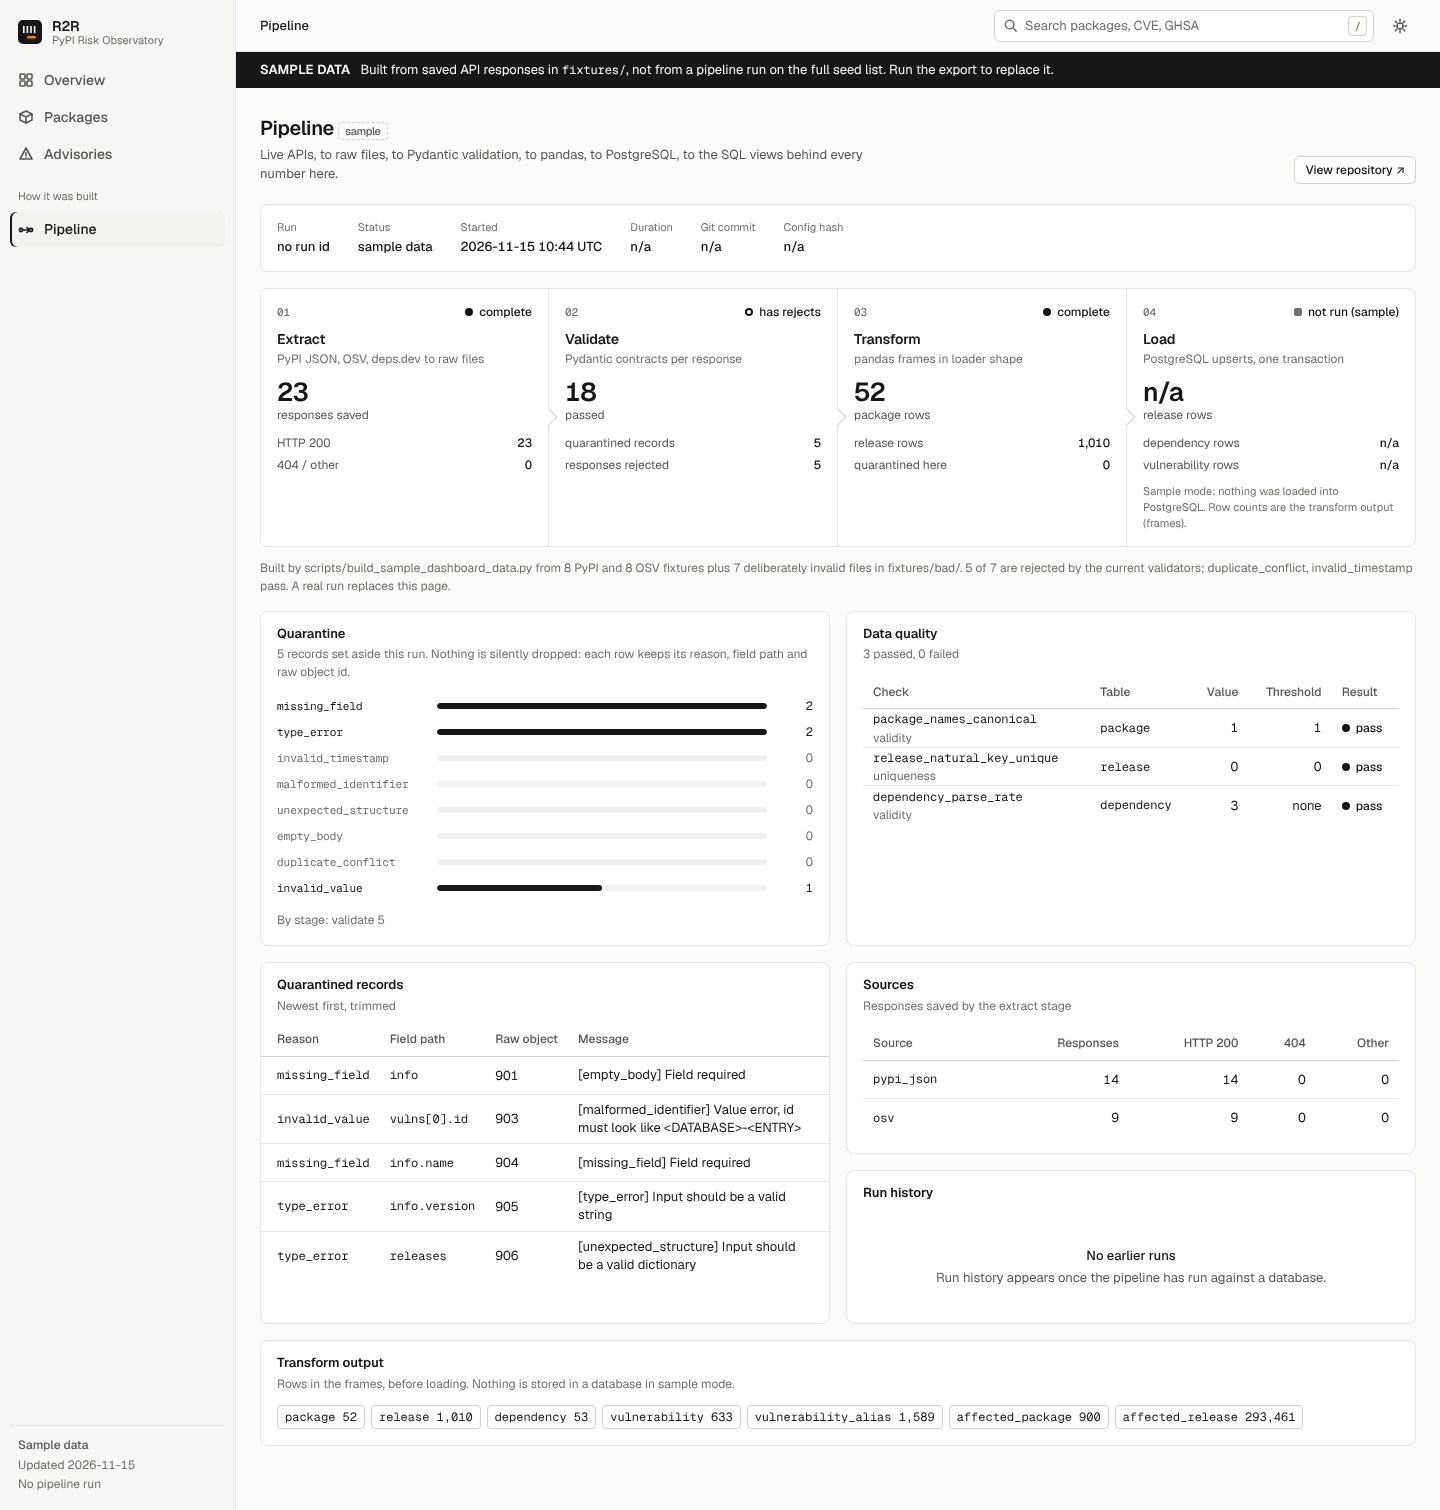 R2R
PyPI Risk Observatory
Overview
Packages
Advisories
How it was built
Pipeline
Sample data
Updated 2026-11-15
No pipeline run
Pipeline
Search packages, CVE, GHSA
/
SAMPLE DATA Built from saved API responses in fixtures/, not from a pipeline run on the full seed list. Run the export to replace it.
Pipeline sample
Live APIs, to raw files, to Pydantic validation, to pandas, to PostgreSQL, to the SQL views behind every
number here.
View repository ↗
Run Status Started Duration Git commit Config hash
no run id sample data 2026-11-15 10:44 UTC n/a n/a n/a
01 complete
Extract
PyPI JSON, OSV, deps.dev to raw files
23
responses saved
HTTP 200 23
404 / other 0
02 has rejects
Validate
Pydantic contracts per response
18
passed
quarantined records 5
responses rejected 5
03 complete
Transform
pandas frames in loader shape
52
package rows
release rows 1,010
quarantined here 0
04 not run (sample)
Load
PostgreSQL upserts, one transaction
n/a
release rows
dependency rows n/a
vulnerability rows n/a
Sample mode: nothing was loaded into
PostgreSQL. Row counts are the transform output
(frames).
Built by scripts/build_sample_dashboard_data.py from 8 PyPI and 8 OSV fixtures plus 7 deliberately invalid files in fixtures/bad/. 5 of 7 are rejected by the current validators; duplicate_conflict, invalid_timestamp
pass. A real run replaces this page.
Quarantine
5 records set aside this run. Nothing is silently dropped: each row keeps its reason, field path and
raw object id.
missing_field 2
type_error 2
invalid_timestamp 0
malformed_identifier 0
unexpected_structure 0
empty_body 0
duplicate_conflict 0
invalid_value 1
By stage: validate 5
Data quality
3 passed, 0 failed
Check Table Value Threshold Result
package_names_canonical
validity
package 1 1 pass
release_natural_key_unique
uniqueness
release 0 0 pass
dependency_parse_rate
validity
dependency 3 none pass
Quarantined records
Newest first, trimmed
Reason Field path Raw object Message
missing_field info 901 [empty_body] Field required
invalid_value vulns[0].id 903 [malformed_identifier] Value error, id
must look like <DATABASE>-<ENTRY>
missing_field info.name 904 [missing_field] Field required
type_error info.version 905 [type_error] Input should be a valid
string
type_error releases 906 [unexpected_structure] Input should
be a valid dictionary
Sources
Responses saved by the extract stage
Source Responses HTTP 200 404 Other
pypi_json 14 14 0 0
osv 9 9 0 0
Run history
No earlier runs
Run history appears once the pipeline has run against a database.
Transform output
Rows in the frames, before loading. Nothing is stored in a database in sample mode.
package 52 release 1,010 dependency 53 vulnerability 633 vulnerability_alias 1,589 affected_package 900 affected_release 293,461